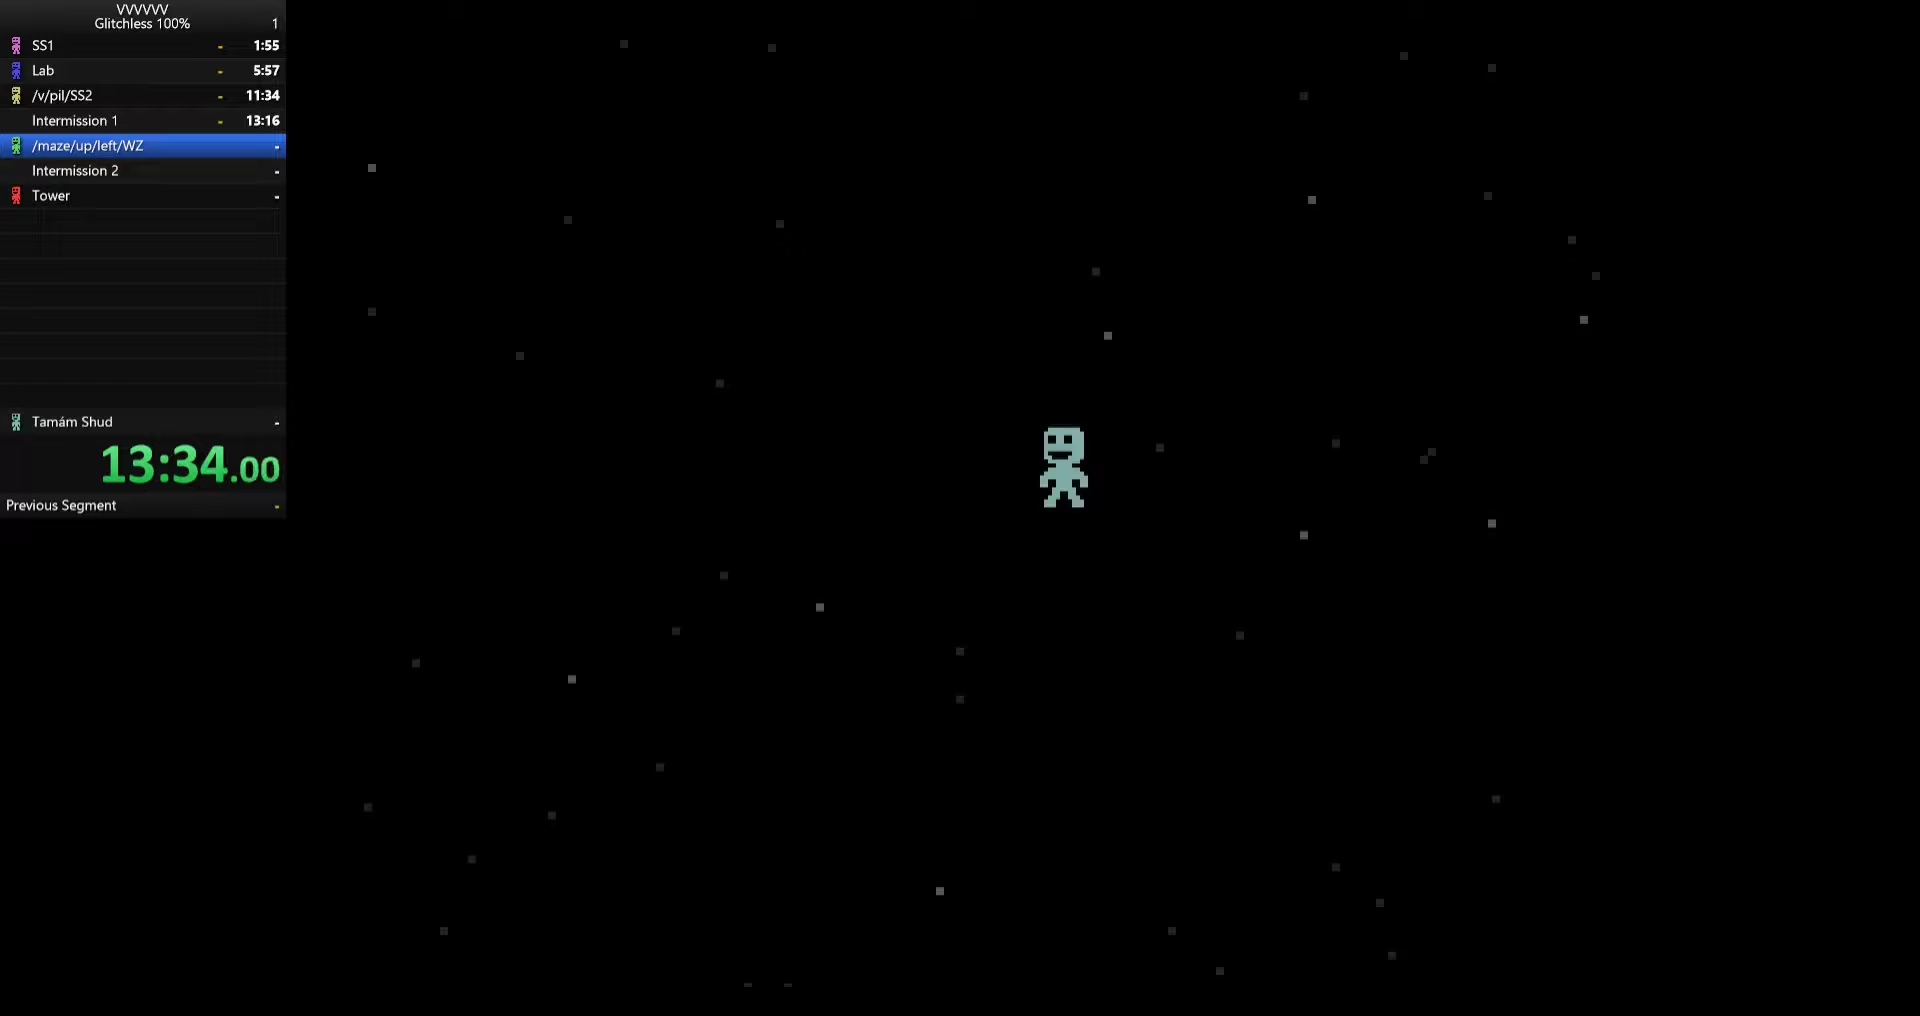 VVVVVV
Glitchless 100% 1
SS1 - 1:55
Lab - 5:57
/v/pil/SS2 - 11:34
Intermission 1 - 13:16
/maze/up/left/WZ -
Intermission 2 -
Tower -
Tamám Shud -
13:34.00
Previous Segment -